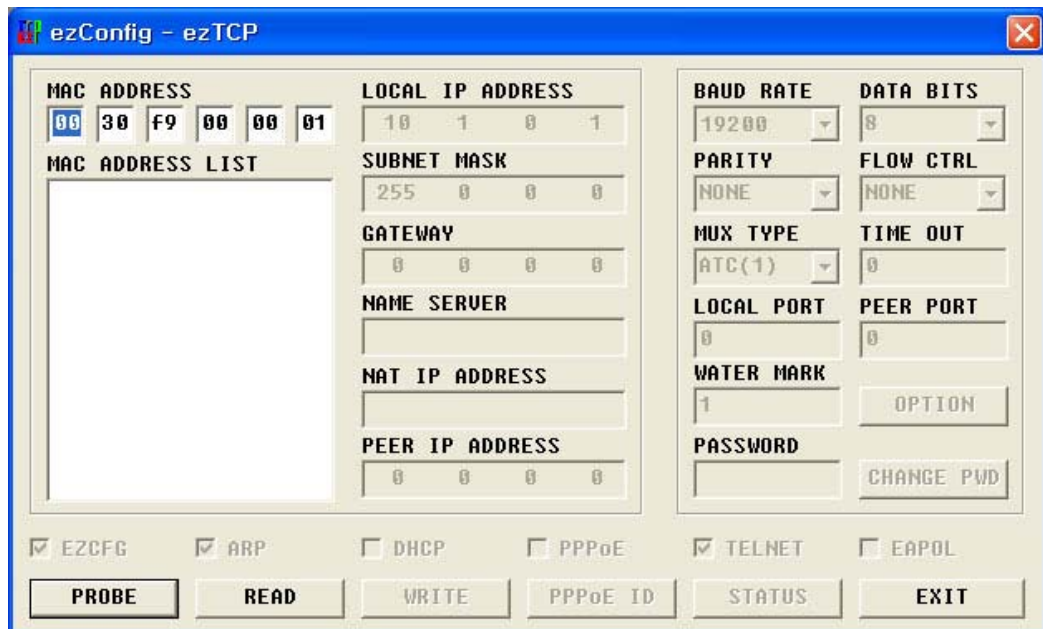 ezConfig - ezTCP
MAC ADDRESS
00 30 f9 00 00 01
MAC ADDRESS LIST
LOCAL IP ADDRESS
10 1 0 1
SUBNET MASK
255 0 0 0
GATEWAY
0 0 0 0
NAME SERVER
NAT IP ADDRESS
PEER IP ADDRESS
0 0 0 0
BAUD RATE DATA BITS
19200 8
PARITY FLOW CTRL
NONE NONE
MUX TYPE TIME OUT
ATC(1) 0
LOCAL PORT PEER PORT
0 0
WATER MARK
1 OPTION
PASSWORD
CHANGE PWD
EZCFG ARP DHCP PPPoE TELNET EAPOL
PROBE READ WRITE PPPoE ID STATUS EXIT